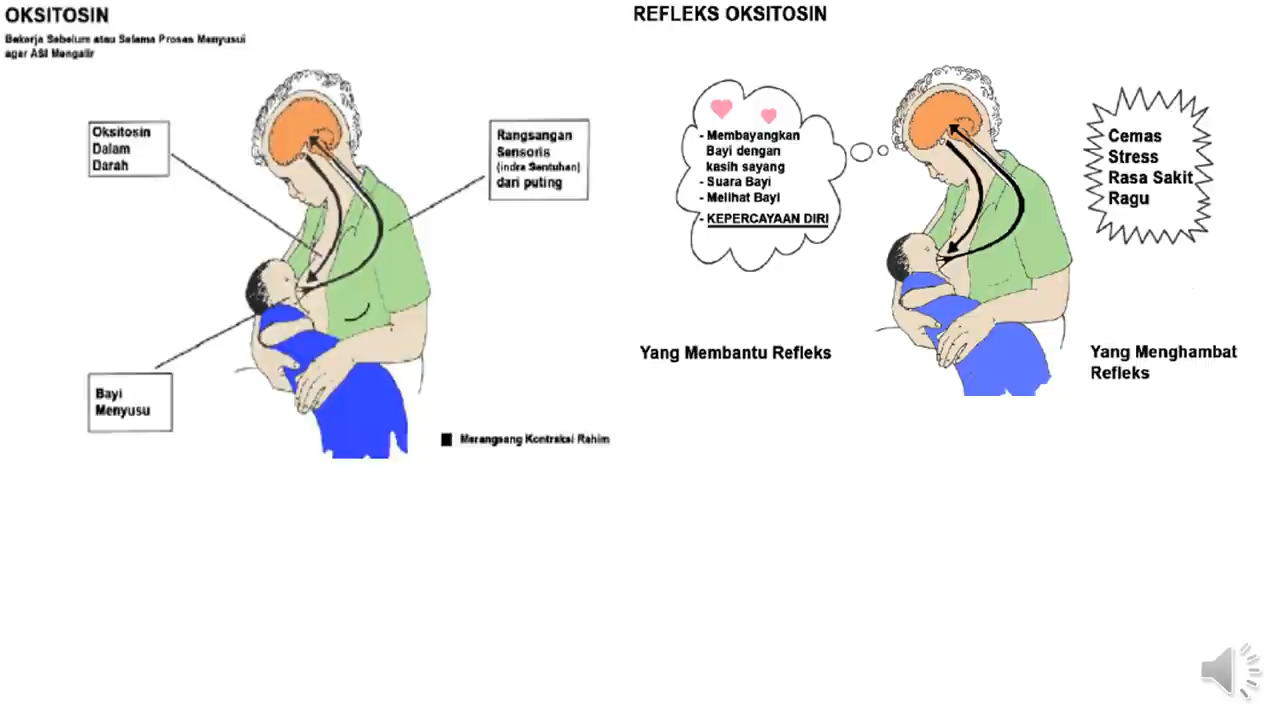 OKSITOSIN
Bekerja Sebelum atau Selama Proses Menyusui
agar ASI Mengalir
Oksitosin
Dalam
Darah
Rangsangan
Sensoris
(indra Sentuhan)
dari puting
Bayi
Menyusu
Merangsang Kontraksi Rahim
REFLEKS OKSITOSIN
- Membayangkan
Bayi dengan
kasih sayang
- Suara Bayi
- Melihat Bayi
- KEPERCAYAAN DIRI
Cemas
Stress
Rasa Sakit
Ragu
Yang Membantu Refleks
Yang Menghambat
Refleks